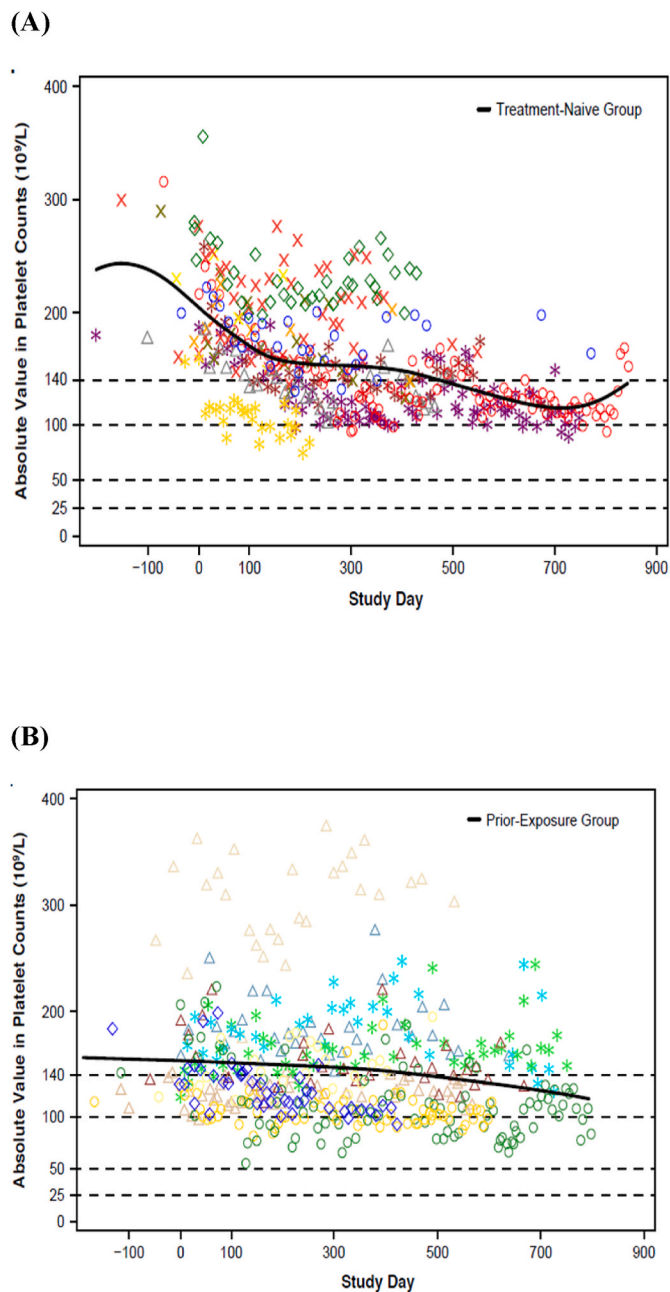 (A)
Absolute Value in Platelet Counts (10⁹/L)
400
300
200
140
100
50
25
0
Treatment-Naive Group
−100 0 100 300 500 700 900
Study Day
(B)
Absolute Value in Platelet Counts (10⁹/L)
400
300
200
140
100
50
25
0
Prior-Exposure Group
−100 0 100 300 500 700 900
Study Day